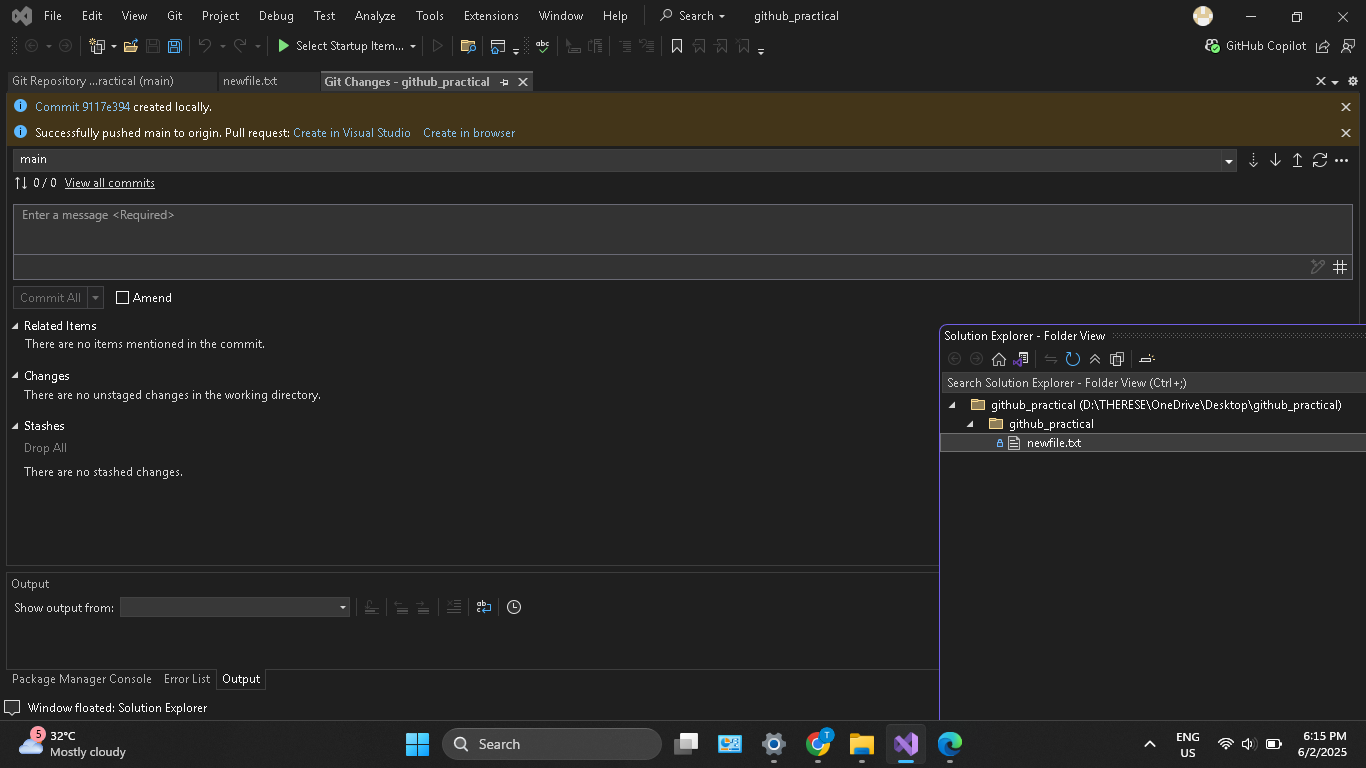 File Edit View Git Project Debug Test Analyze Tools Extensions Window Help Search github_practical
Select Startup Item... abc GitHub Copilot
Git Repository ...ractical (main) newfile.txt Git Changes - github_practical
Commit 9117e394 created locally.
Successfully pushed main to origin. Pull request: Create in Visual Studio Create in browser
main
0 / 0 View all commits
Enter a message <Required>
Commit All Amend
Related Items
There are no items mentioned in the commit.
Changes
There are no unstaged changes in the working directory.
Stashes
Drop All
There are no stashed changes.
Solution Explorer - Folder View
Search Solution Explorer - Folder View (Ctrl+;)
github_practical (D:\THERESE\OneDrive\Desktop\github_practical)
github_practical
newfile.txt
Output
Show output from:
Package Manager Console Error List Output
Window floated: Solution Explorer
5 32°C
Mostly cloudy
Search
T
ENG
US
6:15 PM
6/2/2025